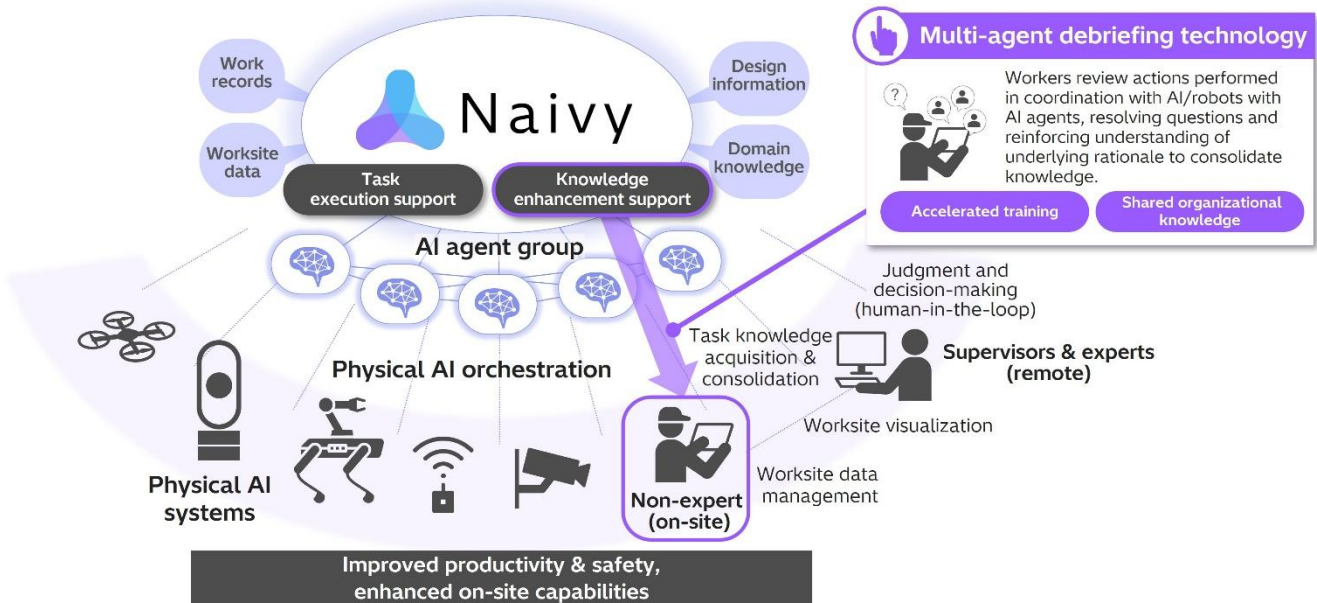 Work
records
Worksite
data
Naivy
Design
information
Domain
knowledge
Task
execution support
Knowledge
enhancement support
Multi-agent debriefing technology
?
Workers review actions performed
in coordination with AI/robots with
AI agents, resolving questions and
reinforcing understanding of
underlying rationale to consolidate
knowledge.
Accelerated training
Shared organizational
knowledge
AI agent group
Physical AI orchestration
Judgment and
decision-making
(human-in-the-loop)
Task knowledge
acquisition &
consolidation
Supervisors & experts
(remote)
Worksite visualization
Worksite data
management
Physical AI
systems
Non-expert
(on-site)
Improved productivity & safety,
enhanced on-site capabilities